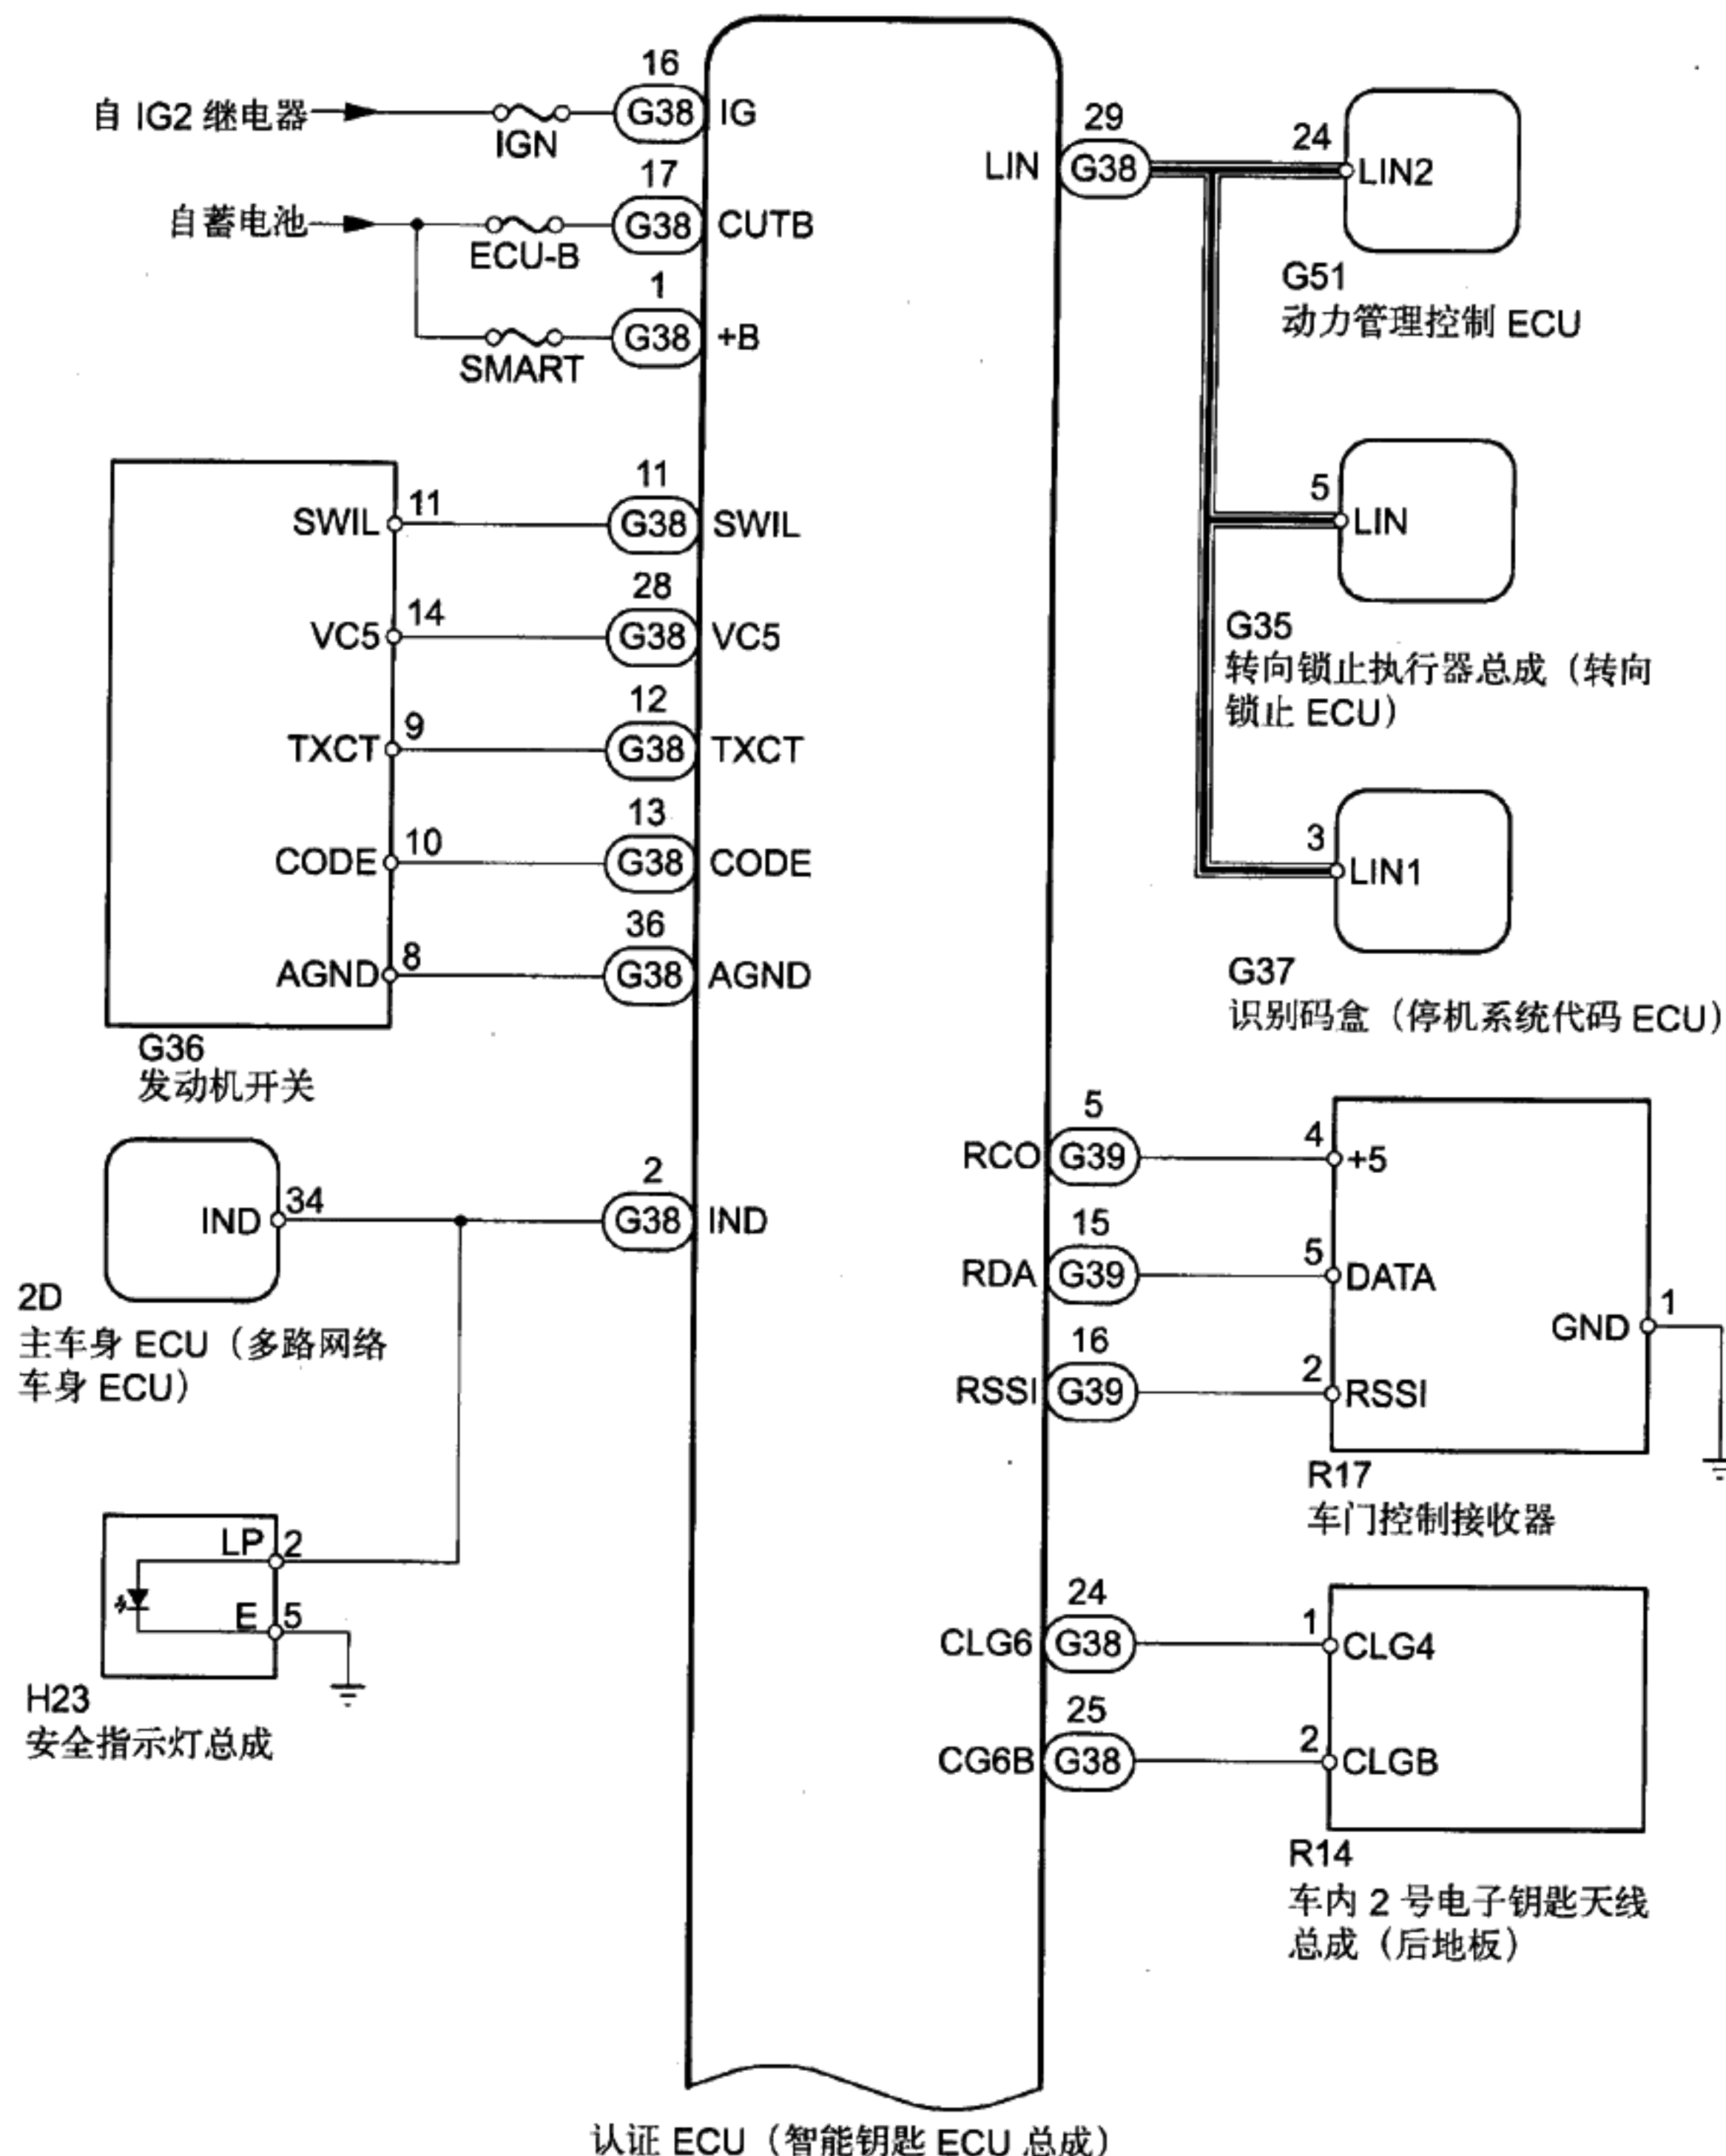 16
自 IG2 继电器
IGN
G38
IG
17
自蓄电池
ECU-B
G38
CUTB
1
SMART
G38
+B
SWIL
11
11
G38
SWIL
VC5
14
28
G38
VC5
TXCT
9
12
G38
TXCT
CODE
10
13
G38
CODE
AGND
8
36
G38
AGND
G36
发动机开关
IND
34
2
G38
IND
2D
主车身 ECU（多路网络
车身 ECU）
LP
2
E
5
H23
安全指示灯总成
LIN
29
G38
24
LIN2
G51
动力管理控制 ECU
5
LIN
G35
转向锁止执行器总成（转向
锁止 ECU）
3
LIN1
G37
识别码盒（停机系统代码 ECU）
RCO
5
G39
4
+5
RDA
15
G39
5
DATA
GND
1
RSSI
16
G39
2
RSSI
R17
车门控制接收器
CLG6
24
G38
1
CLG4
CG6B
25
G38
2
CLGB
R14
车内 2 号电子钥匙天线
总成（后地板）
认证 ECU（智能钥匙 ECU 总成）